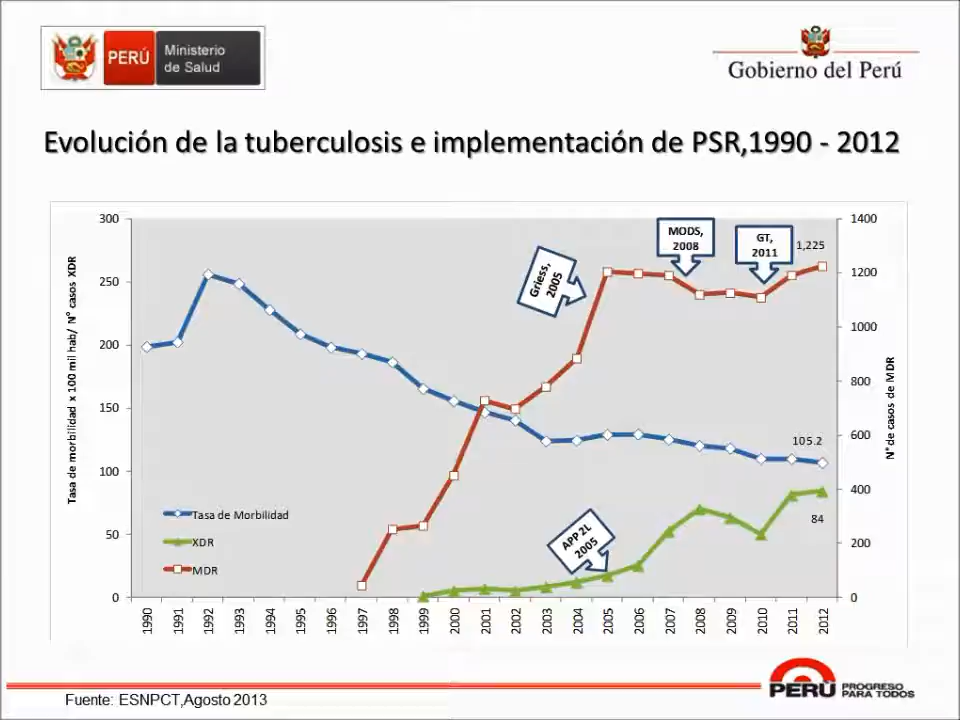 PERÚ
Ministerio
de Salud
Gobierno del Perú
Evolución de la tuberculosis e implementación de PSR,1990 - 2012
Tasa de morbilidad x 100 mil hab/ N° casos XDR
300
250
200
150
100
50
0
1400
1200
1000
800
600
400
200
0
N° de casos de MDR
Griess,
2005
MODS,
2008
GT,
2011
1,225
105.2
APP 2L
2005
84
Tasa de Morbilidad
XDR
MDR
1990
1991
1992
1993
1994
1995
1996
1997
1998
1999
2000
2001
2002
2003
2004
2005
2006
2007
2008
2009
2010
2011
2012
Fuente: ESNPCT,Agosto 2013
PERÚ
PROGRESO
PARA TODOS